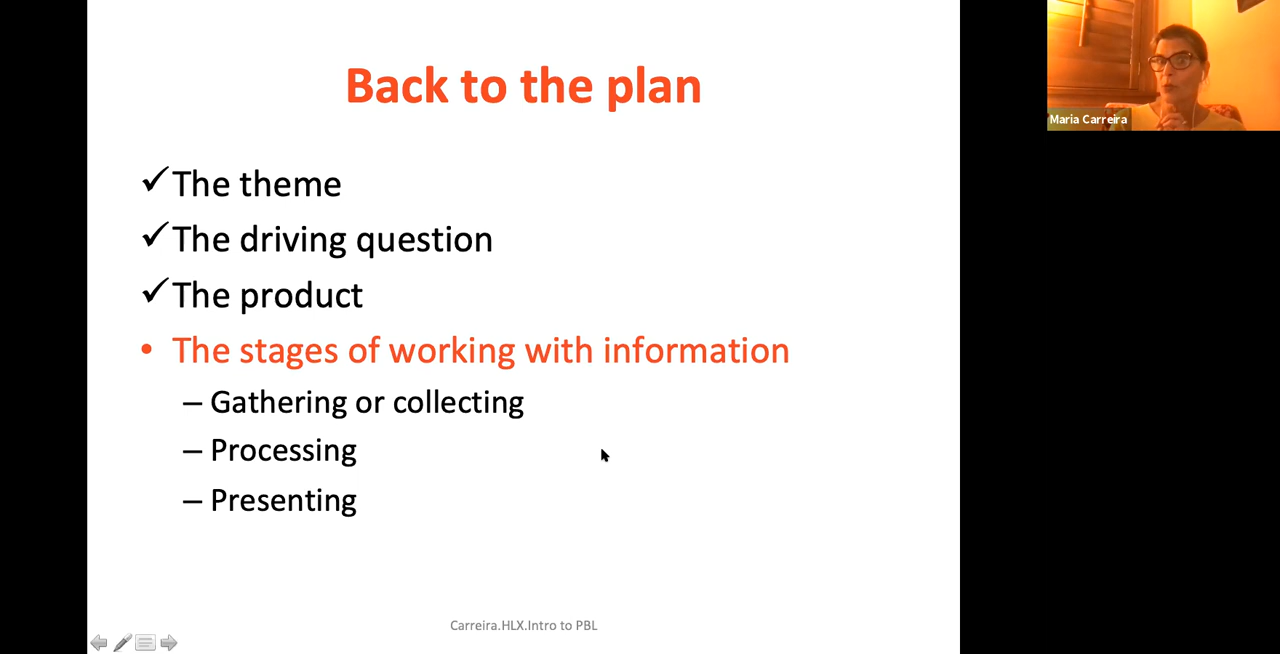 Back to the plan
Maria Carreira
✓The theme
✓The driving question
✓The product
• The stages of working with information
– Gathering or collecting
– Processing
– Presenting
Carreira.HLX.Intro to PBL